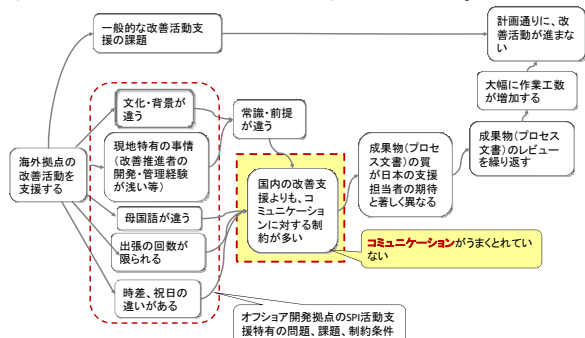 一般的な改善活動支
援の課題
計画通りに、改
善活動が進まな
い
大幅に作業工数
が増加する
文化・背景が
違う
常識・前提
が違う
現地特有の事情
(改善推進者の
開発・管理経験
が浅い等)
海外拠点の
改善活動を
支援する
成果物(プロセ
ス文書)の質
が日本の支援
担当者の期待
と著しく異なる
成果物(プロセス
文書)のレビューを
繰り返す
国内の改善支
援よりも、コ
ミュニケーショ
ンに対する制
約が多い
母国語が違う
出張の回数が
限られる
コミュニケーションがうまくとれてい
ない
時差、祝日の
違いがある
オフショア開発拠点のSPI活動支
援特有の問題、課題、制約条件